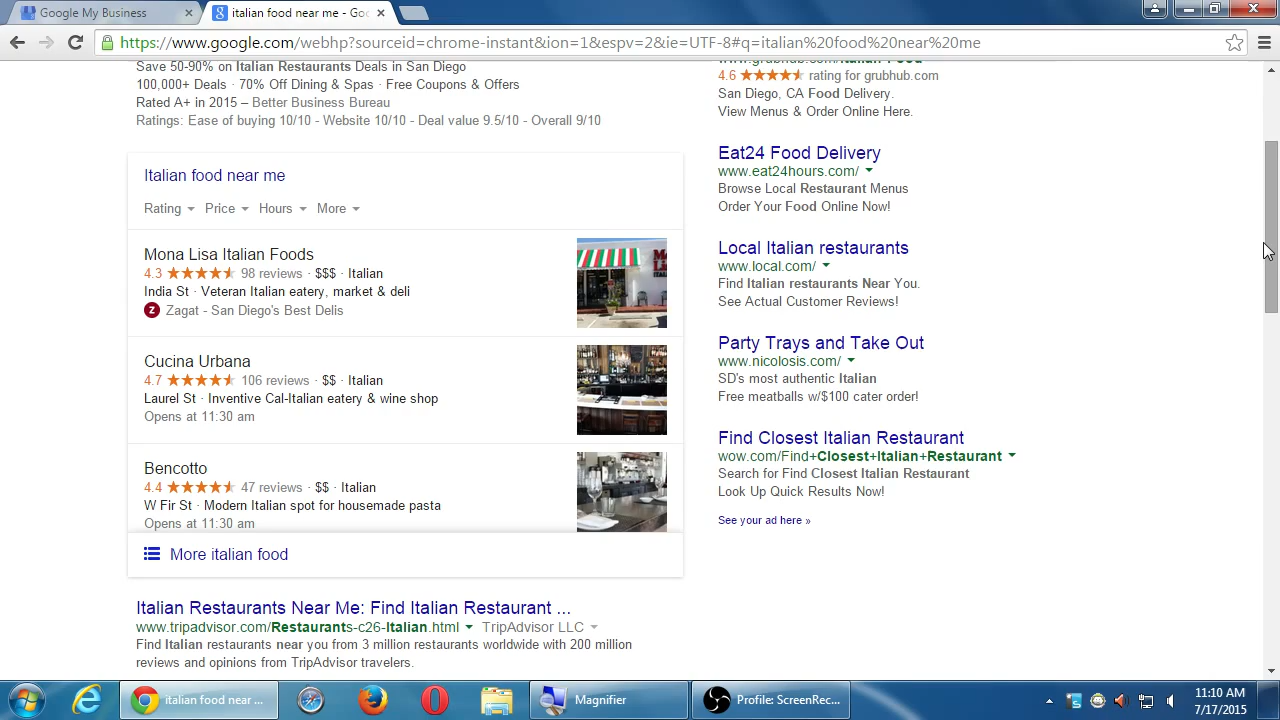 Google My Business
italian food near me - Goo
https://www.google.com/webhp?sourceid=chrome-instant&ion=1&espv=2&ie=UTF-8#q=italian%20food%20near%20me
Save 50-90% on Italian Restaurants Deals in San Diego
100,000+ Deals · 70% Off Dining & Spas · Free Coupons & Offers
Rated A+ in 2015 – Better Business Bureau
Ratings: Ease of buying 10/10 - Website 10/10 - Deal value 9.5/10 - Overall 9/10
Italian food near me
Rating Price Hours More
Mona Lisa Italian Foods
4.3 98 reviews · $$$ · Italian
India St · Veteran Italian eatery, market & deli
Z Zagat - San Diego's Best Delis
Cucina Urbana
4.7 106 reviews · $$ · Italian
Laurel St · Inventive Cal-Italian eatery & wine shop
Opens at 11:30 am
Bencotto
4.4 47 reviews · $$ · Italian
W Fir St · Modern Italian spot for housemade pasta
Opens at 11:30 am
More italian food
Italian Restaurants Near Me: Find Italian Restaurant ...
www.tripadvisor.com/Restaurants-c26-Italian.html TripAdvisor LLC
Find Italian restaurants near you from 3 million restaurants worldwide with 200 million
reviews and opinions from TripAdvisor travelers.
www.grubhub.com/Italian-Food
4.6 rating for grubhub.com
San Diego, CA Food Delivery.
View Menus & Order Online Here.
Eat24 Food Delivery
www.eat24hours.com/
Browse Local Restaurant Menus
Order Your Food Online Now!
Local Italian restaurants
www.local.com/
Find Italian restaurants Near You.
See Actual Customer Reviews!
Party Trays and Take Out
www.nicolosis.com/
SD's most authentic Italian
Free meatballs w/$100 cater order!
Find Closest Italian Restaurant
wow.com/Find+Closest+Italian+Restaurant
Search for Find Closest Italian Restaurant
Look Up Quick Results Now!
See your ad here »
italian food near ...
Magnifier
Profile: ScreenRec...
11:10 AM
7/17/2015